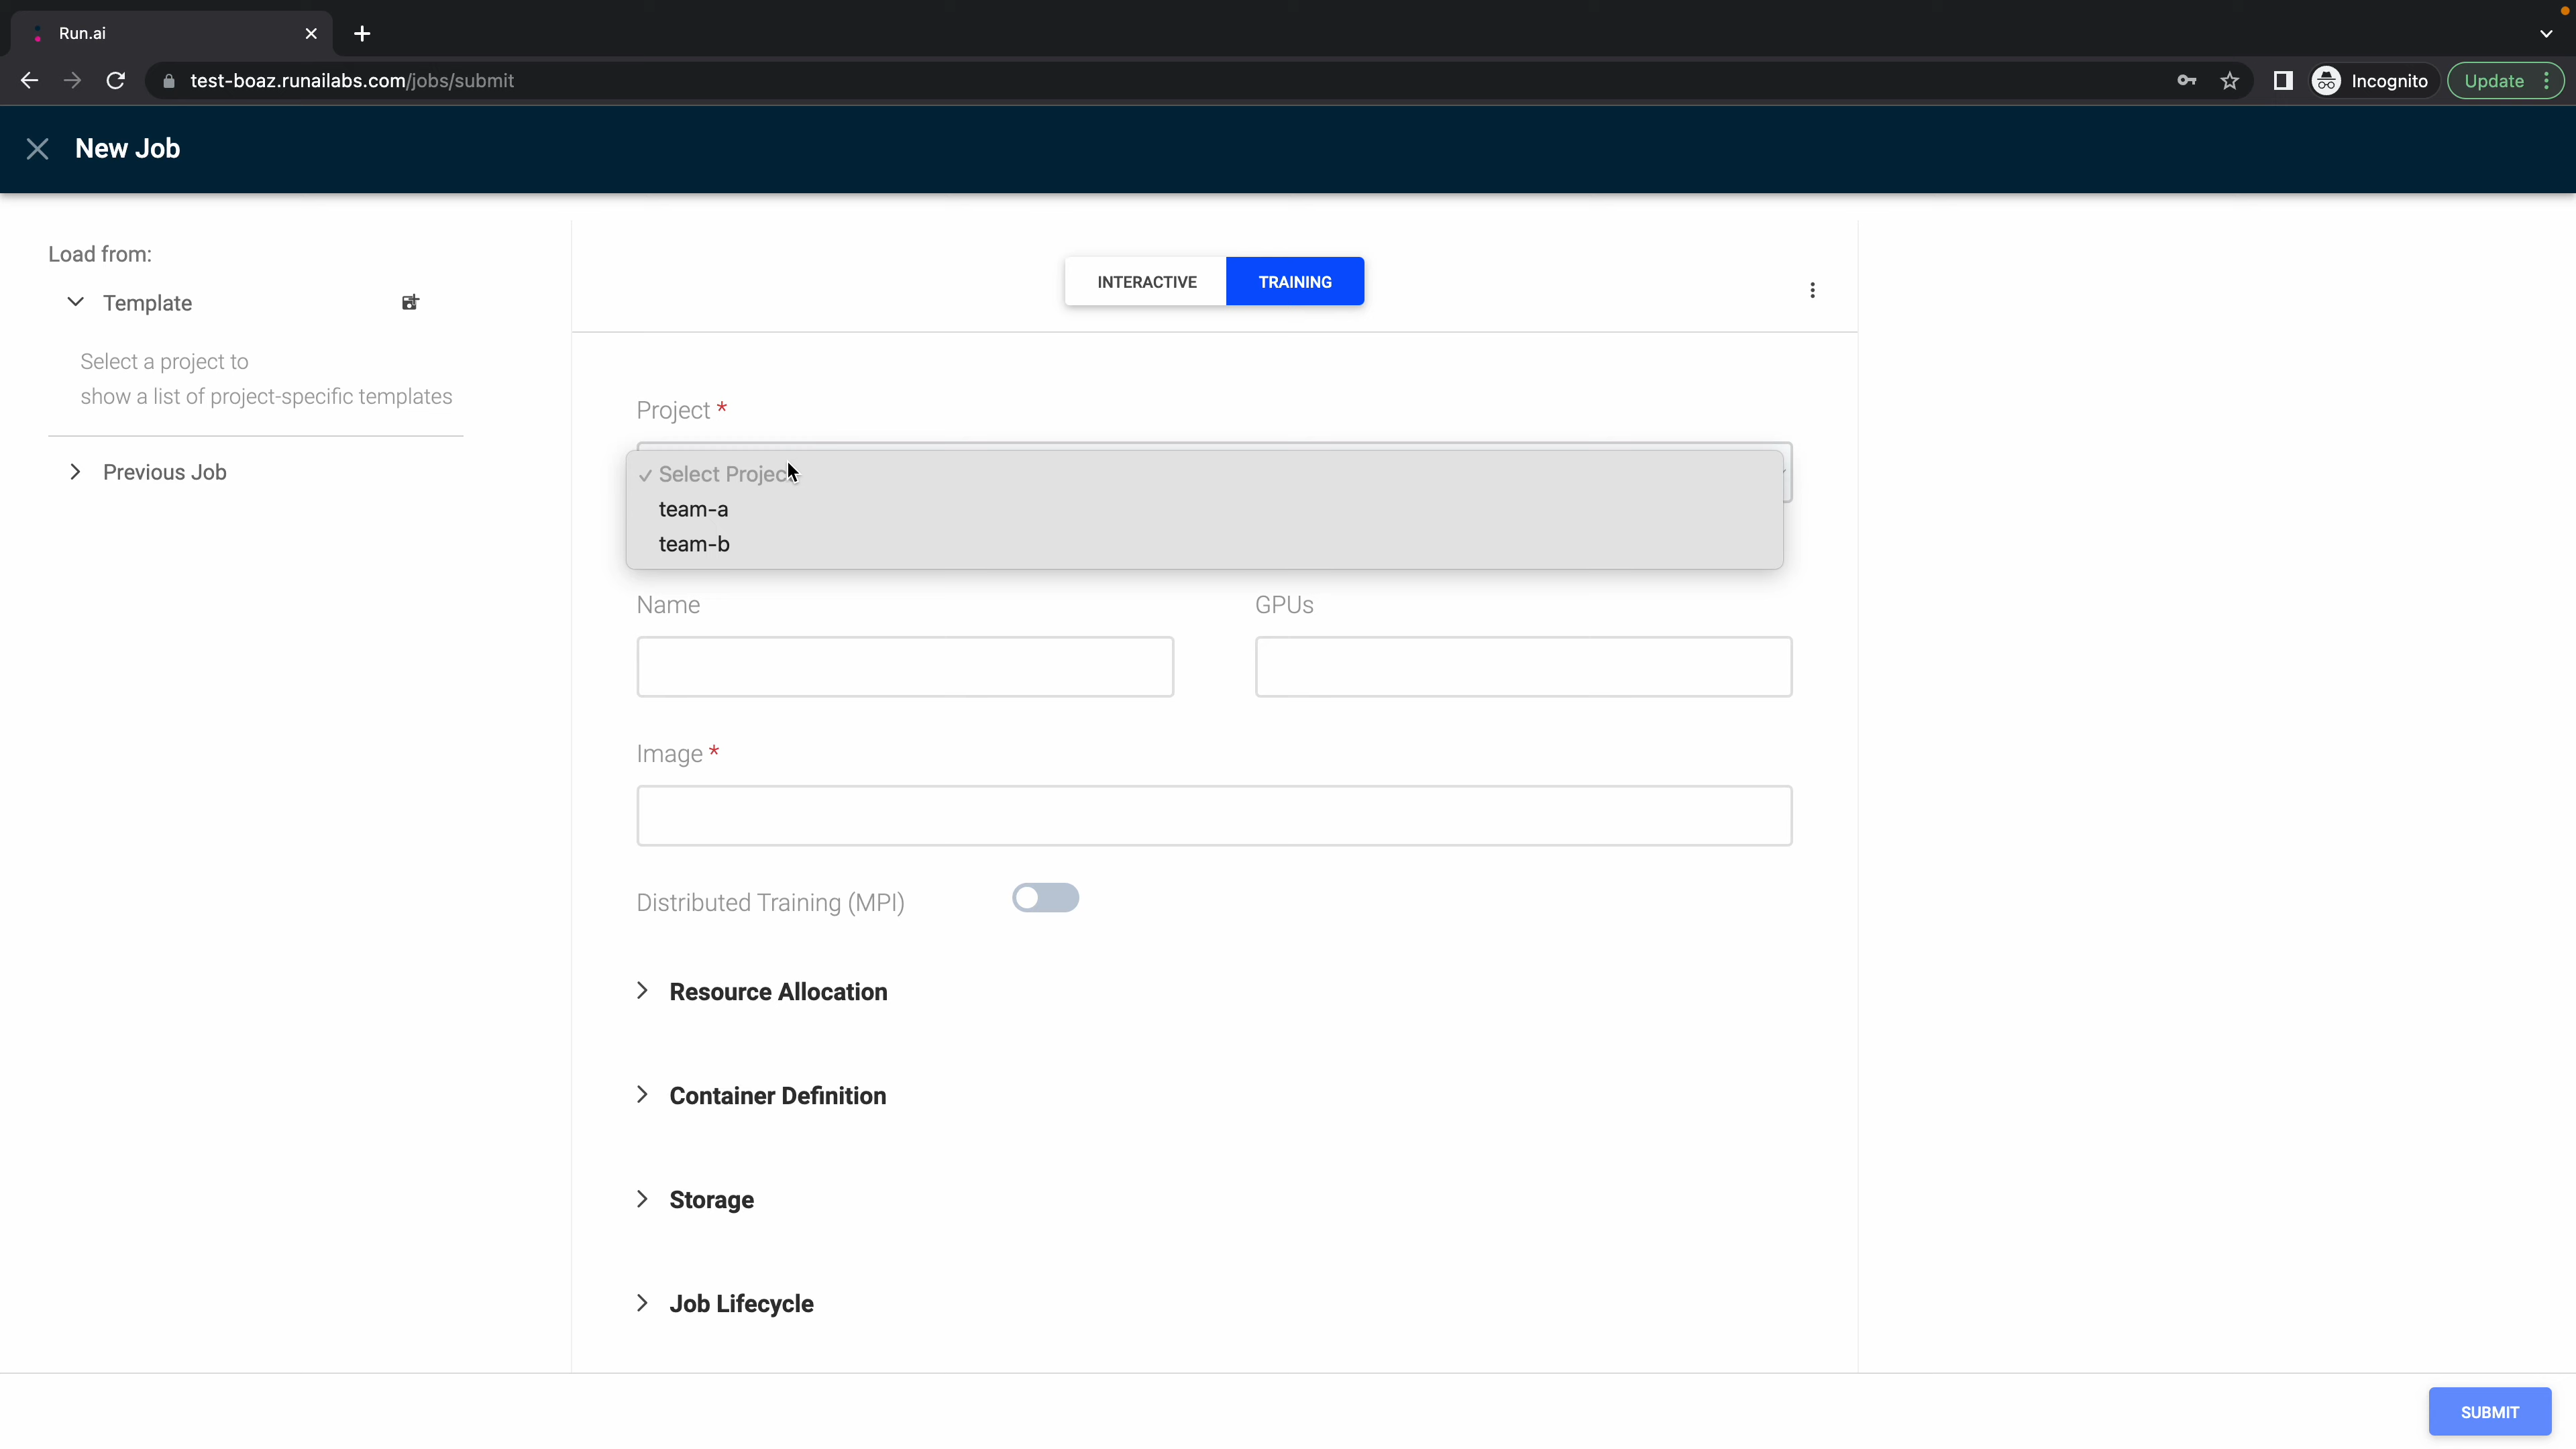 Run.ai
test-boaz.runailabs.com/jobs/submit
Incognito
Update
New Job
Load from:
Template
Select a project to
show a list of project-specific templates
Previous Job
INTERACTIVE
TRAINING
Project *
✓ Select Projec
team-a
team-b
Name
GPUs
Image *
Distributed Training (MPI)
Resource Allocation
Container Definition
Storage
Job Lifecycle
SUBMIT